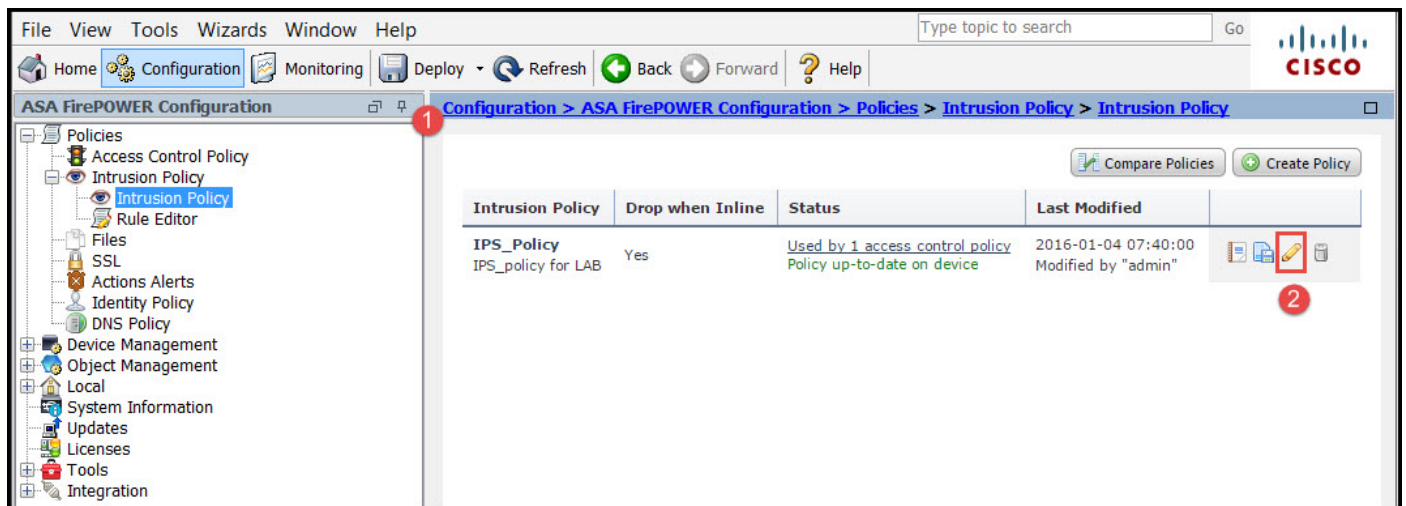 File View Tools Wizards Window Help
Type topic to search Go
CISCO
Home Configuration Monitoring Deploy Refresh Back Forward Help
ASA FirePOWER Configuration
1
Configuration > ASA FirePOWER Configuration > Policies > Intrusion Policy > Intrusion Policy
Policies
Access Control Policy
Intrusion Policy
Intrusion Policy
Rule Editor
Files
SSL
Actions Alerts
Identity Policy
DNS Policy
Device Management
Object Management
Local
System Information
Updates
Licenses
Tools
Integration
Compare Policies Create Policy
Intrusion Policy Drop when Inline Status Last Modified
IPS_Policy Yes Used by 1 access control policy 2016-01-04 07:40:00
IPS_policy for LAB Policy up-to-date on device Modified by "admin"
2